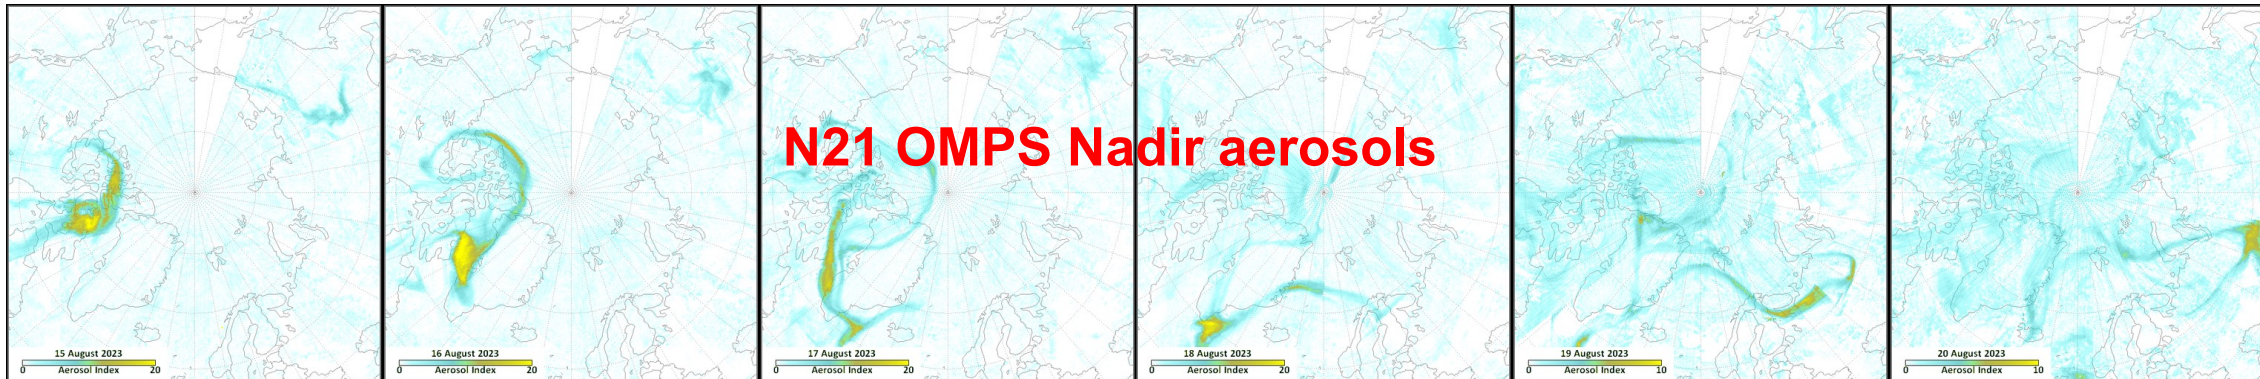 N21 OMPS Nadir aerosols
15 August 2023
0 Aerosol Index 20
16 August 2023
0 Aerosol Index 20
17 August 2023
0 Aerosol Index 20
18 August 2023
0 Aerosol Index 20
19 August 2023
0 Aerosol Index 10
20 August 2023
0 Aerosol Index 10